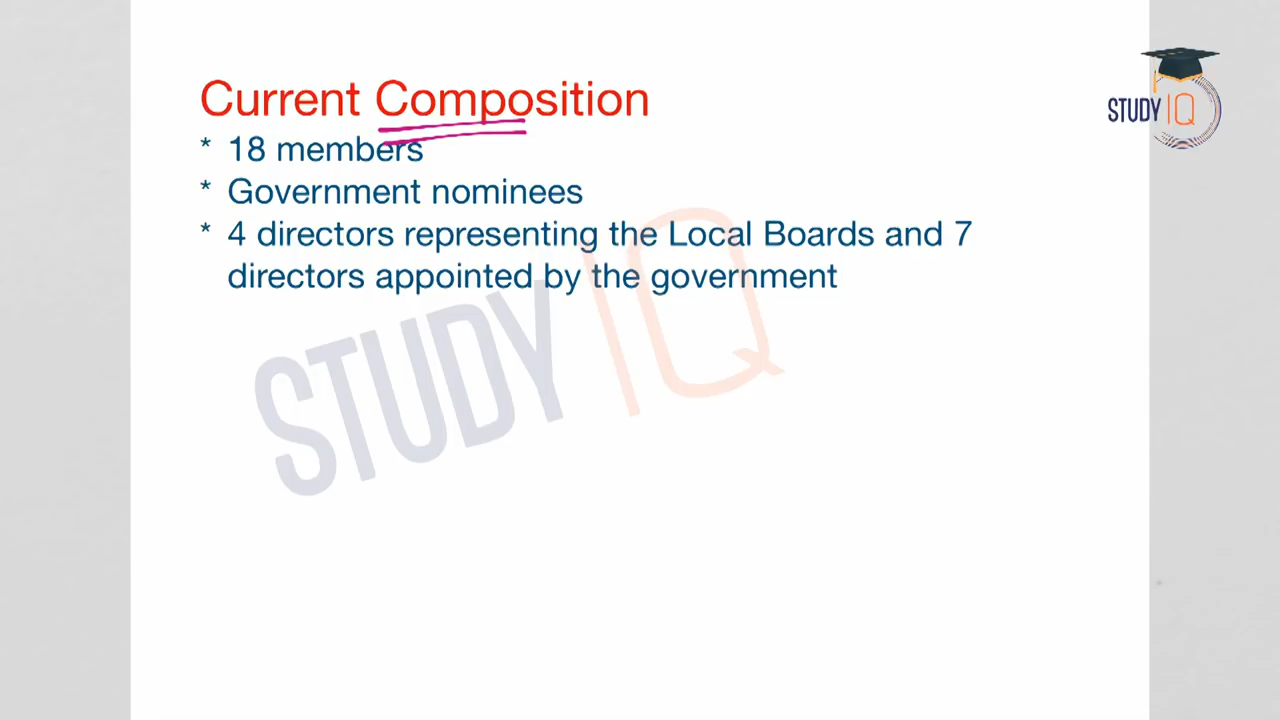 Current Composition
* 18 members
* Government nominees
* 4 directors representing the Local Boards and 7
directors appointed by the government
STUDY IQ
STUDY IQ